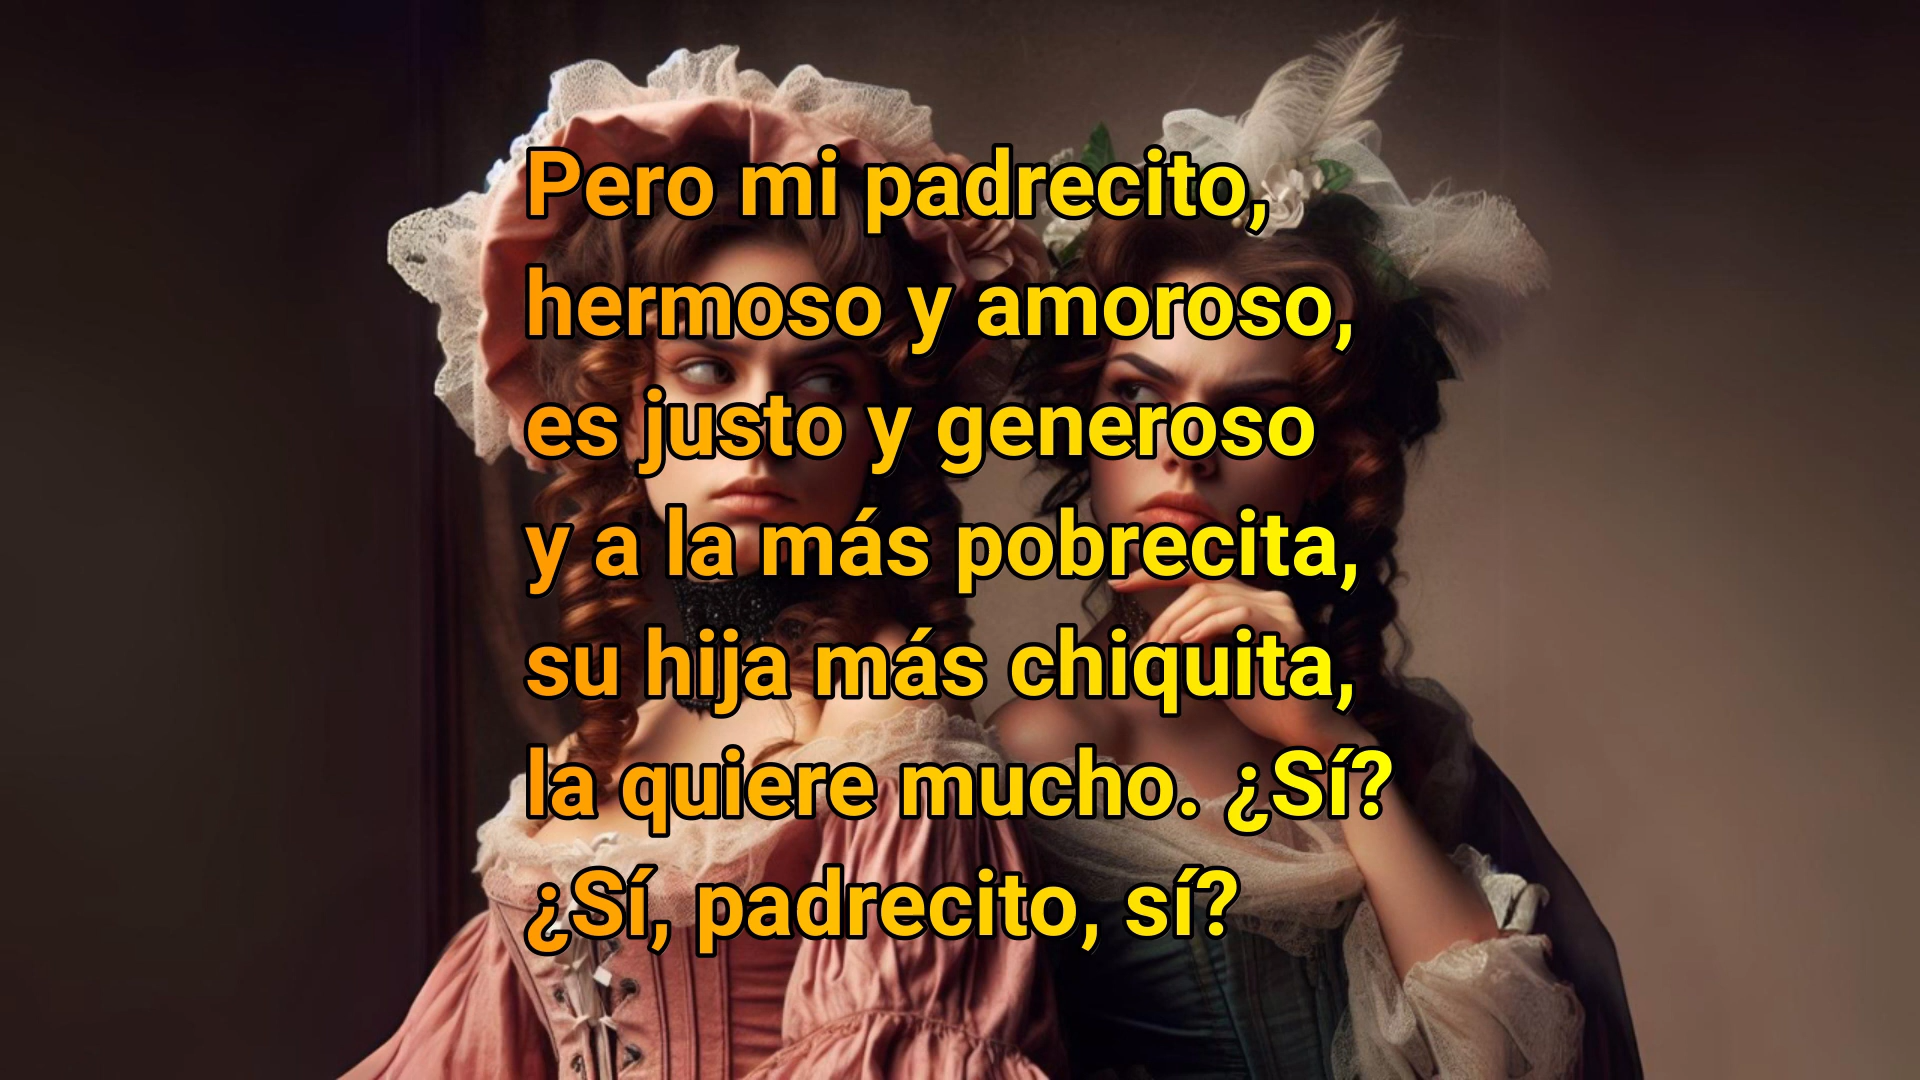 Pero mi padrecito,
hermoso y amoroso,
es justo y generoso
y a la más pobrecita,
su hija más chiquita,
la quiere mucho. ¿Sí?
¿Sí, padrecito, sí?